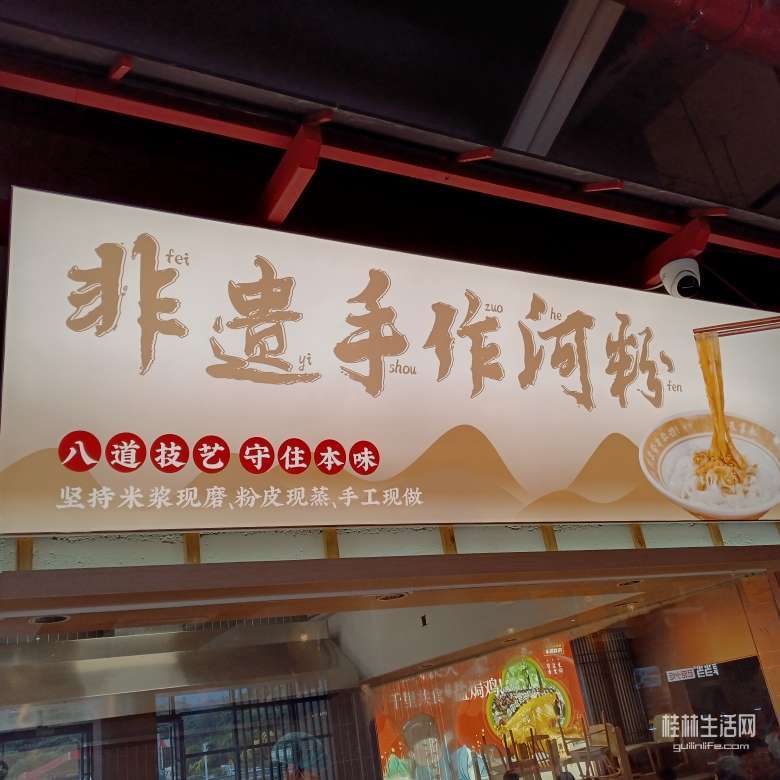 非遗手作河粉
fei yi shou zuo he fen
八道技艺 守住本味
坚持米浆现磨、粉皮现蒸、手工现做
桂林生活网
guilinlife.com